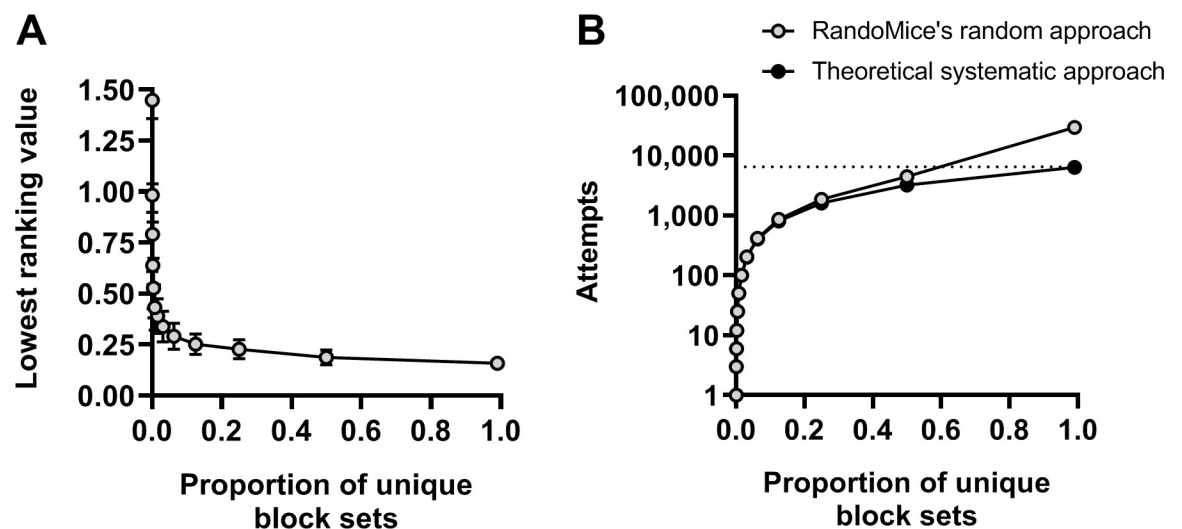 A
Lowest ranking value
1.50
1.25
1.00
0.75
0.50
0.25
0.00
0.0 0.2 0.4 0.6 0.8 1.0
Proportion of unique
block sets
B
RandoMice's random approach
Theoretical systematic approach
Attempts
100,000
10,000
1,000
100
10
1
0.0 0.2 0.4 0.6 0.8 1.0
Proportion of unique
block sets